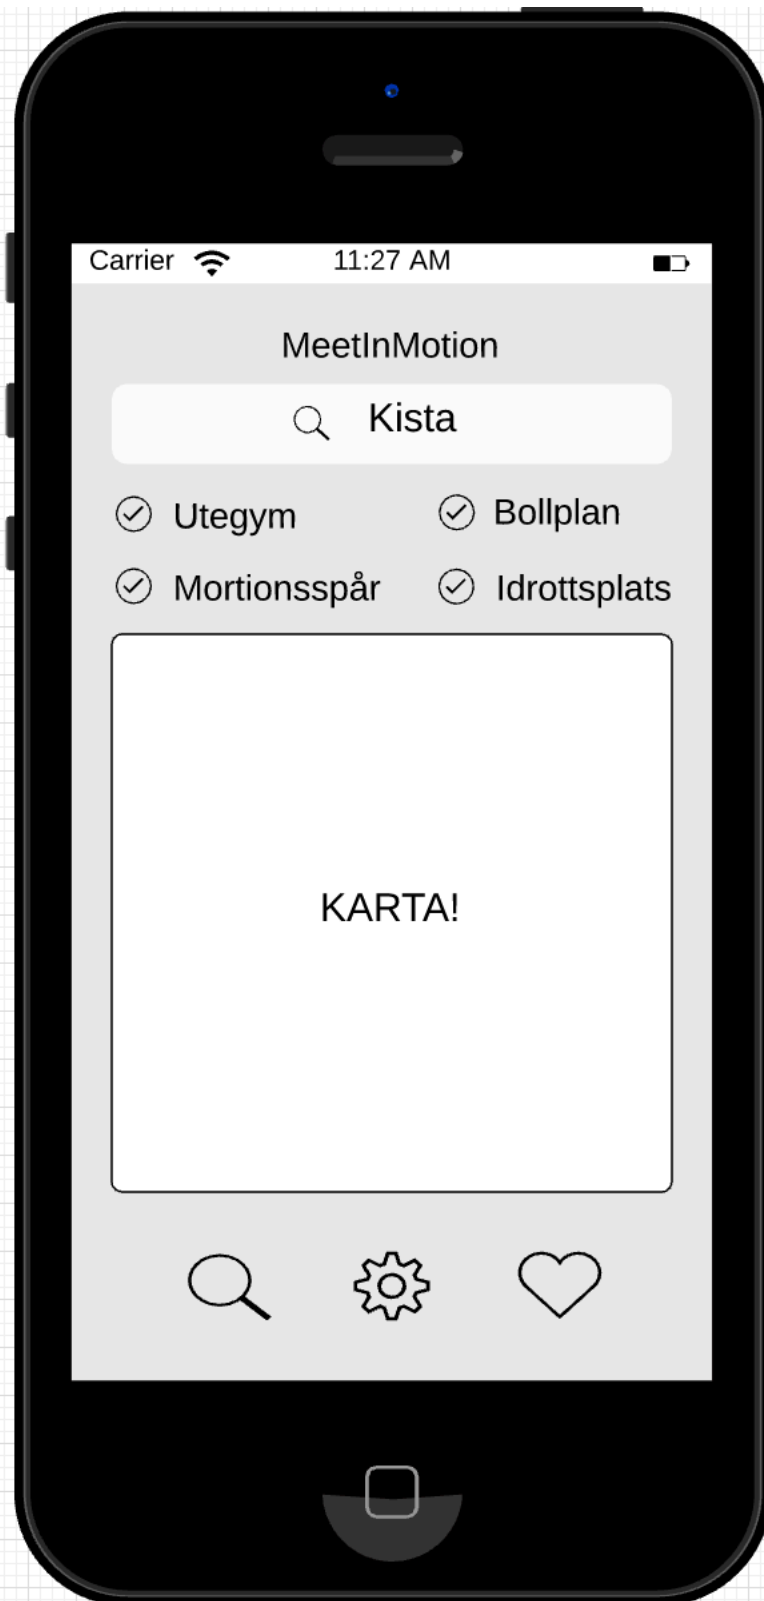 Carrier 11:27 AM
MeetInMotion
Kista
Utegym Bollplan
Mortionsspår Idrottsplats
KARTA!